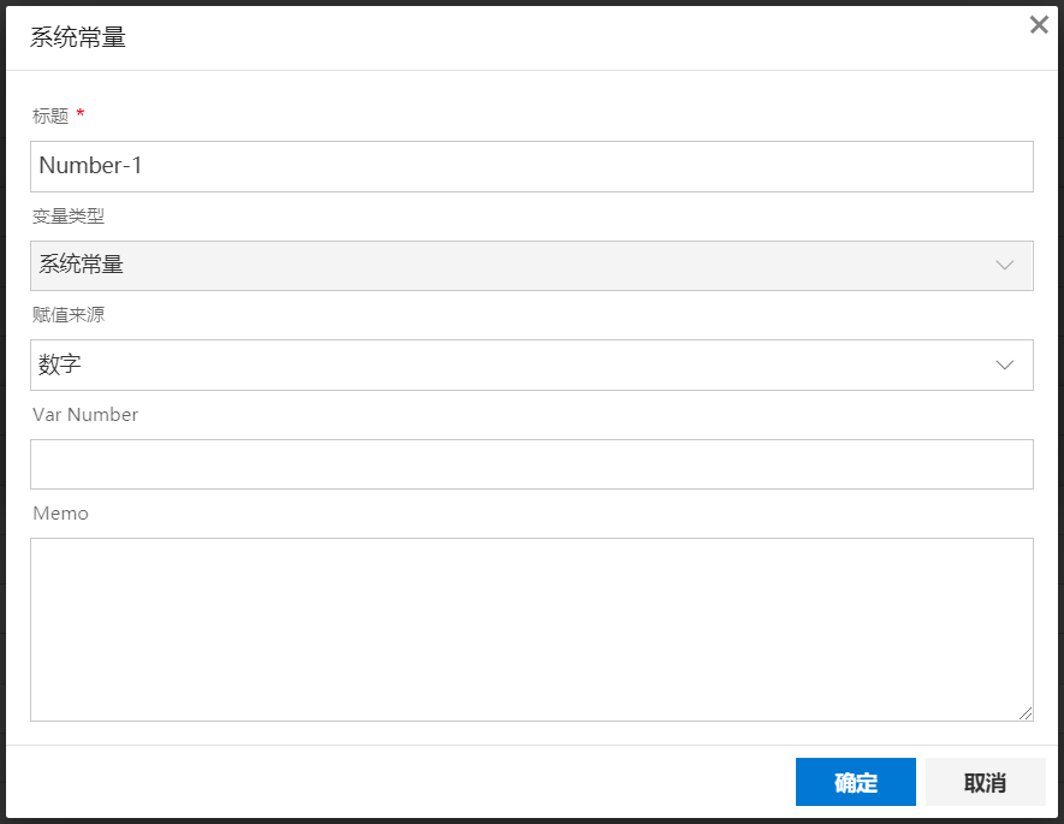 系统常量
标题 *
Number-1
变量类型
系统常量
赋值来源
数字
Var Number
Memo
确定 取消